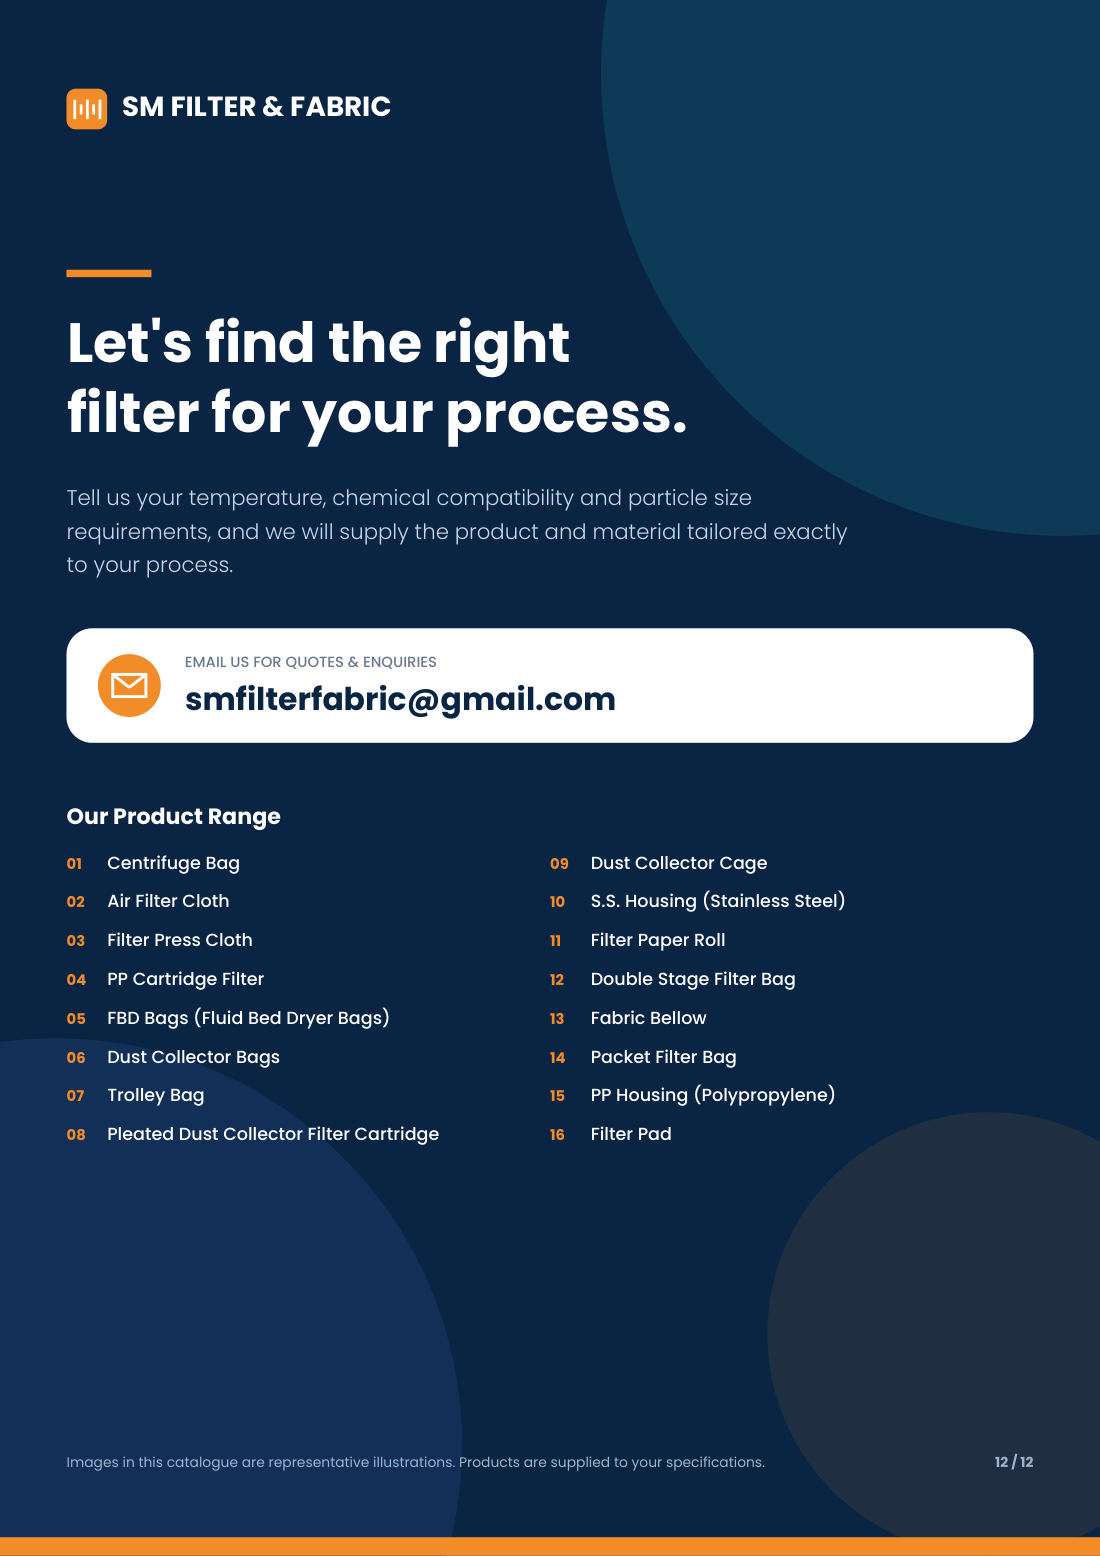 SM FILTER & FABRIC
Let's find the right
filter for your process.
Tell us your temperature, chemical compatibility and particle size
requirements, and we will supply the product and material tailored exactly
to your process.
EMAIL US FOR QUOTES & ENQUIRIES
smfilterfabric@gmail.com
Our Product Range
01 Centrifuge Bag
02 Air Filter Cloth
03 Filter Press Cloth
04 PP Cartridge Filter
05 FBD Bags (Fluid Bed Dryer Bags)
06 Dust Collector Bags
07 Trolley Bag
08 Pleated Dust Collector Filter Cartridge
09 Dust Collector Cage
10 S.S. Housing (Stainless Steel)
11 Filter Paper Roll
12 Double Stage Filter Bag
13 Fabric Bellow
14 Packet Filter Bag
15 PP Housing (Polypropylene)
16 Filter Pad
Images in this catalogue are representative illustrations. Products are supplied to your specifications.
12 / 12